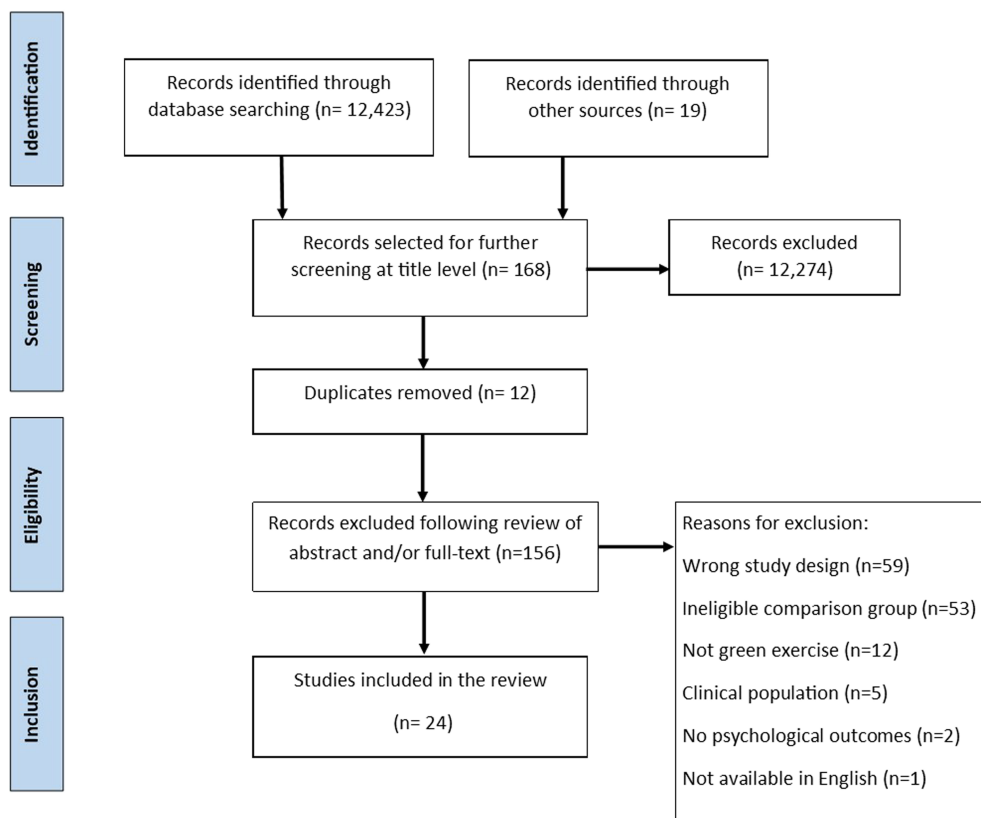 Identification
Records identified through
database searching (n= 12,423)
Records identified through
other sources (n= 19)
Screening
Records selected for further
screening at title level (n= 168)
Records excluded
(n= 12,274)
Duplicates removed (n= 12)
Eligibility
Records excluded following review of
abstract and/or full-text (n=156)
Reasons for exclusion:
Wrong study design (n=59)
Ineligible comparison group (n=53)
Not green exercise (n=12)
Clinical population (n=5)
No psychological outcomes (n=2)
Not available in English (n=1)
Inclusion
Studies included in the review
(n= 24)